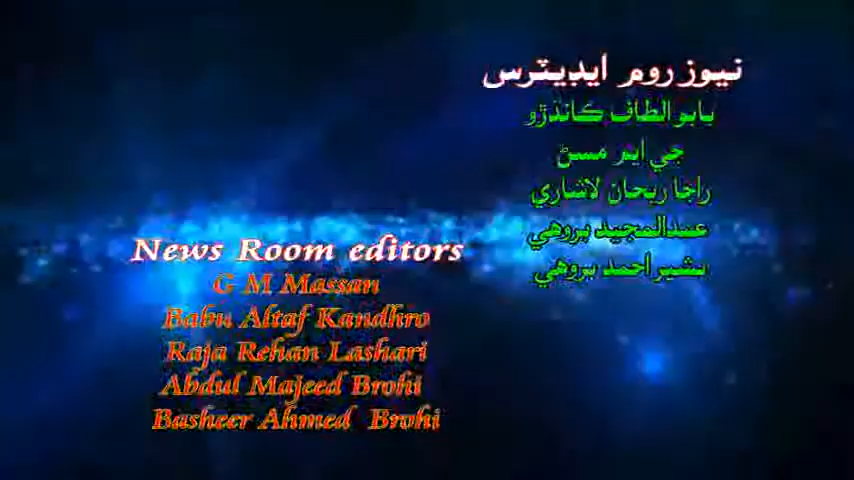 نيوز روم ايڊيٽرس
بابو الطاف ڪانڌڙو
جي ايم مسڻ
راجا ريحان لاشاري
عبدالمجيد بروهي
بشير احمد بروهي
News Room editors
G M Massan
Babu Altaf Kandhro
Raja Rehan Lashari
Abdul Majeed Brohi
Basheer Ahmed Brohi